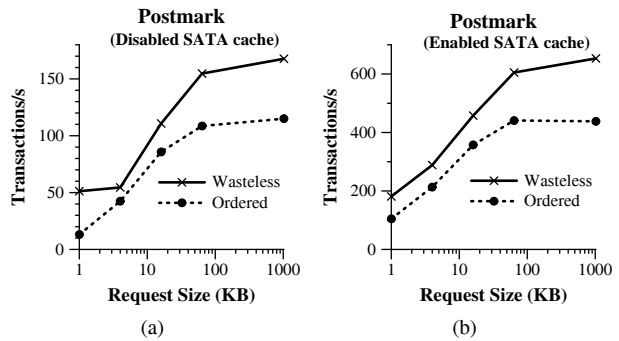 Postmark
(Disabled SATA cache)
Transactions/s
150
100
50
0
Wasteless
Ordered
1
10
100
1000
Request Size (KB)
(a)
Postmark
(Enabled SATA cache)
Transactions/s
600
400
200
0
Wasteless
Ordered
1
10
100
1000
Request Size (KB)
(b)